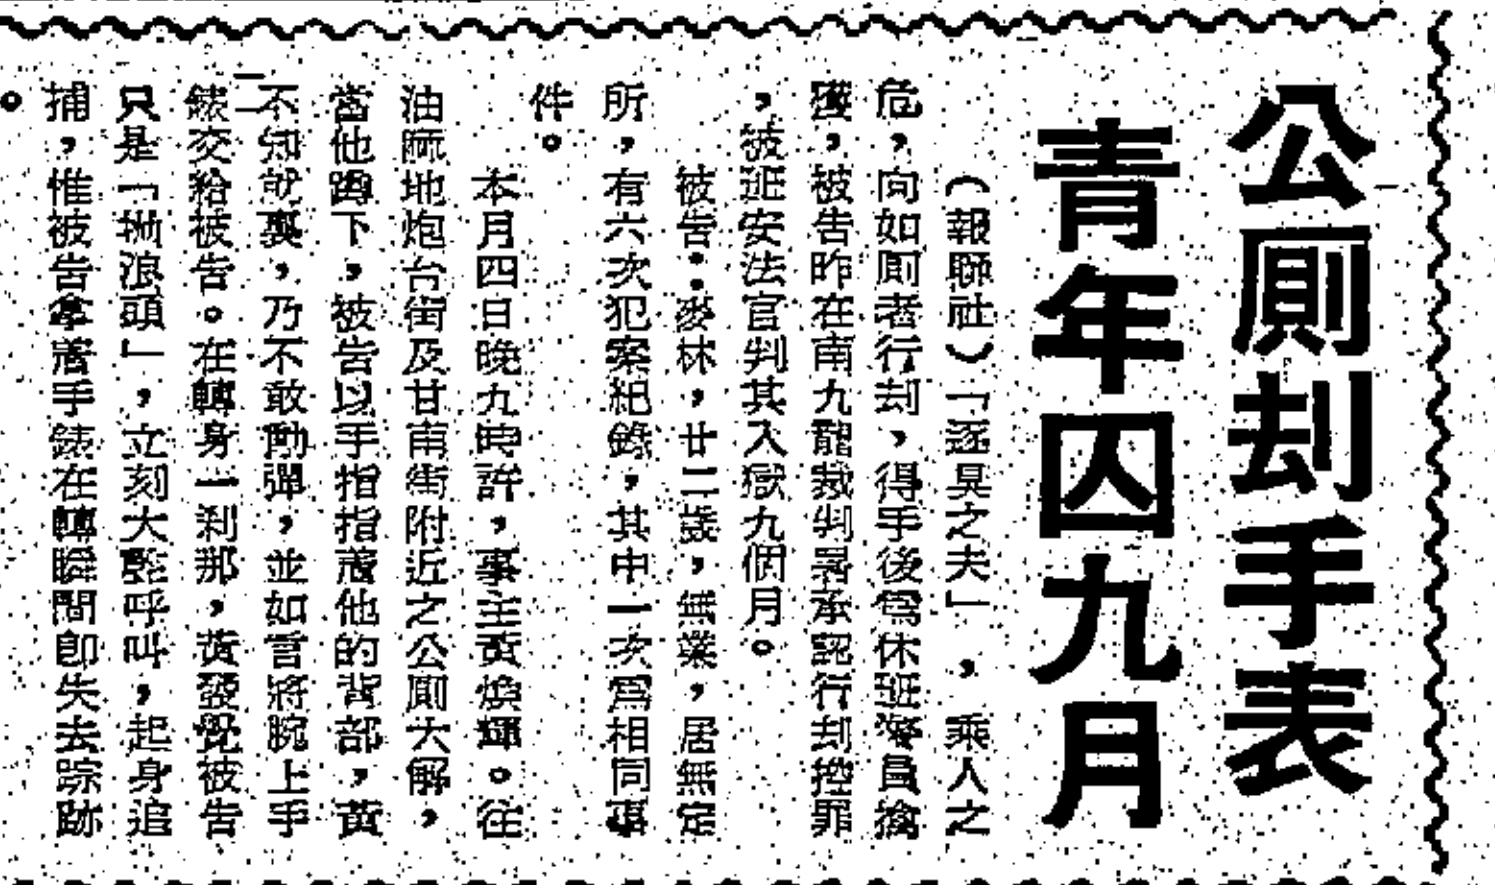 公厠刦手表
青年囚九月
（報聯社）「逐臭之夫」，乘人之
危，向如厠者行刦，得手後爲休班警員擒
獲，被告昨在南九龍裁判署承認行刦控罪
，被班安法官判其入獄九個月。
被告：麥林，廿二歲，無業，居無定
所，有六次犯案紀錄，其中一次爲相同事
件。
本月四日晚九時許，事主黃煥輝。往
油蔴地炮台街及甘肅街附近之公厠大解，
當他蹲下，被告以手指指着他的背部，黃
不知就裏，乃不敢動彈，並如言將腕上手
錶交給被告。在轉身一剎那，黃發覺被告
只是「拋浪頭」，立刻大聲呼叫，起身追
捕，惟被告拿着手錶在轉瞬間即失去踪跡
。